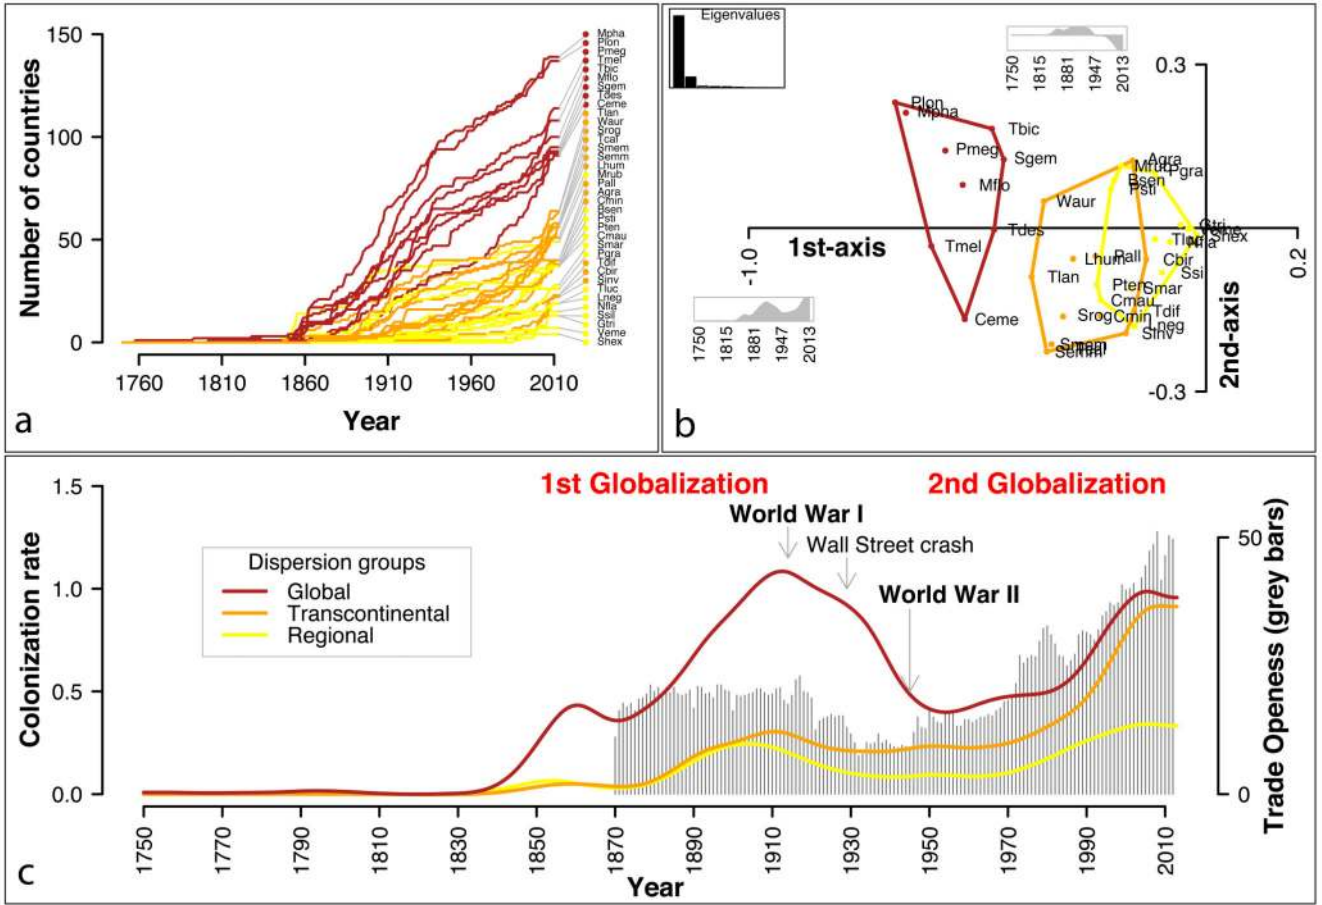 150
100
50
0
Number of countries
1760
1810
1860
1910
1960
2010
Year
a
Mpha
Plon
Pmeg
Tmel
Tbic
Mflo
Sgem
Tdes
Ceme
Tlan
Waur
Srog
Tcal
Smem
Semm
Lhum
Mrub
Pall
Agra
Cmin
Bsen
Psti
Pten
Cmau
Smar
Pgra
Tdif
Cbir
Sinv
Tluc
Lneg
Nfla
Ssil
Gtri
Veme
Shex
Eigenvalues
1750
1815
1881
1947
2013
0.3
Plon
Mpha
Tbic
Pmeg
Sgem
Mflo
Agra
Mrub
Pgra
Bsen
Psti
Waur
Gtri
Tdes
Shex
1st-axis
-1.0
0.2
Tmel
Lhum
Pall
Cbir
Ssi
Tlan
Pten
Smar
Cmau
Tdif
Srog
Cmin
Lneg
Sinv
Ceme
Semm
1750
1815
1881
1947
2013
2nd-axis
-0.3
b
1.5
1.0
0.5
0.0
Colonization rate
1st Globalization
2nd Globalization
World War I
Wall Street crash
World War II
Dispersion groups
Global
Transcontinental
Regional
50
0
Trade Openess (grey bars)
1750
1770
1790
1810
1830
1850
1870
1890
1910
1930
1950
1970
1990
2010
Year
c